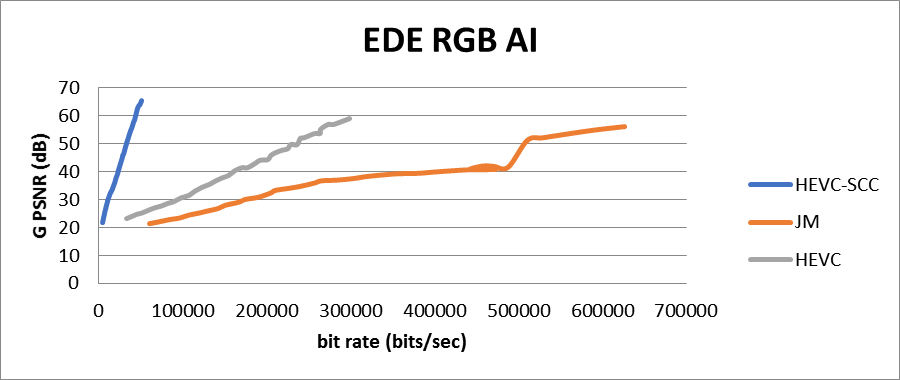 EDE RGB AI
G PSNR (dB)
70
60
50
40
30
20
10
0
0 100000 200000 300000 400000 500000 600000 700000
bit rate (bits/sec)
HEVC-SCC
JM
HEVC